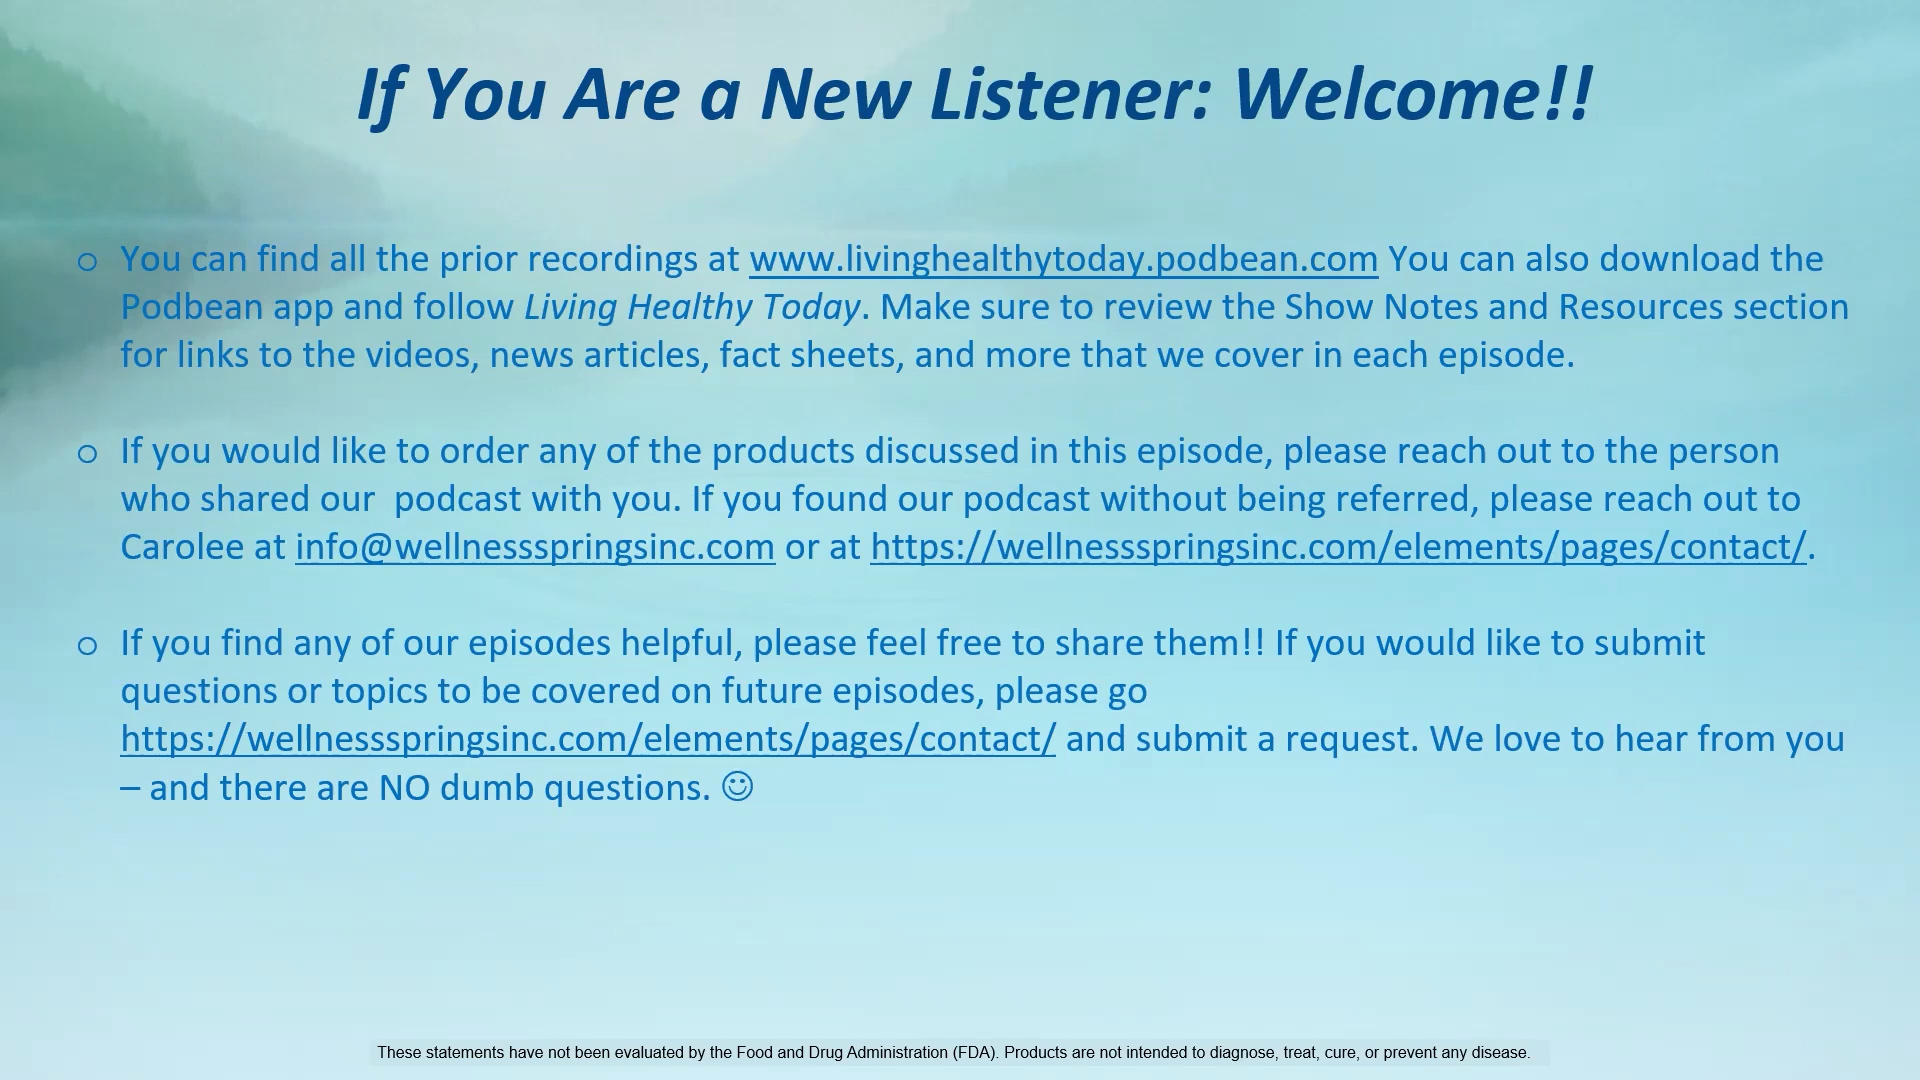 If You Are a New Listener: Welcome!!
○ You can find all the prior recordings at www.livinghealthytoday.podbean.com You can also download the
Podbean app and follow Living Healthy Today. Make sure to review the Show Notes and Resources section
for links to the videos, news articles, fact sheets, and more that we cover in each episode.
○ If you would like to order any of the products discussed in this episode, please reach out to the person
who shared our  podcast with you. If you found our podcast without being referred, please reach out to
Carolee at info@wellnessspringsinc.com or at https://wellnessspringsinc.com/elements/pages/contact/.
○ If you find any of our episodes helpful, please feel free to share them!! If you would like to submit
questions or topics to be covered on future episodes, please go
https://wellnessspringsinc.com/elements/pages/contact/ and submit a request. We love to hear from you
– and there are NO dumb questions. ☺
These statements have not been evaluated by the Food and Drug Administration (FDA). Products are not intended to diagnose, treat, cure, or prevent any disease.